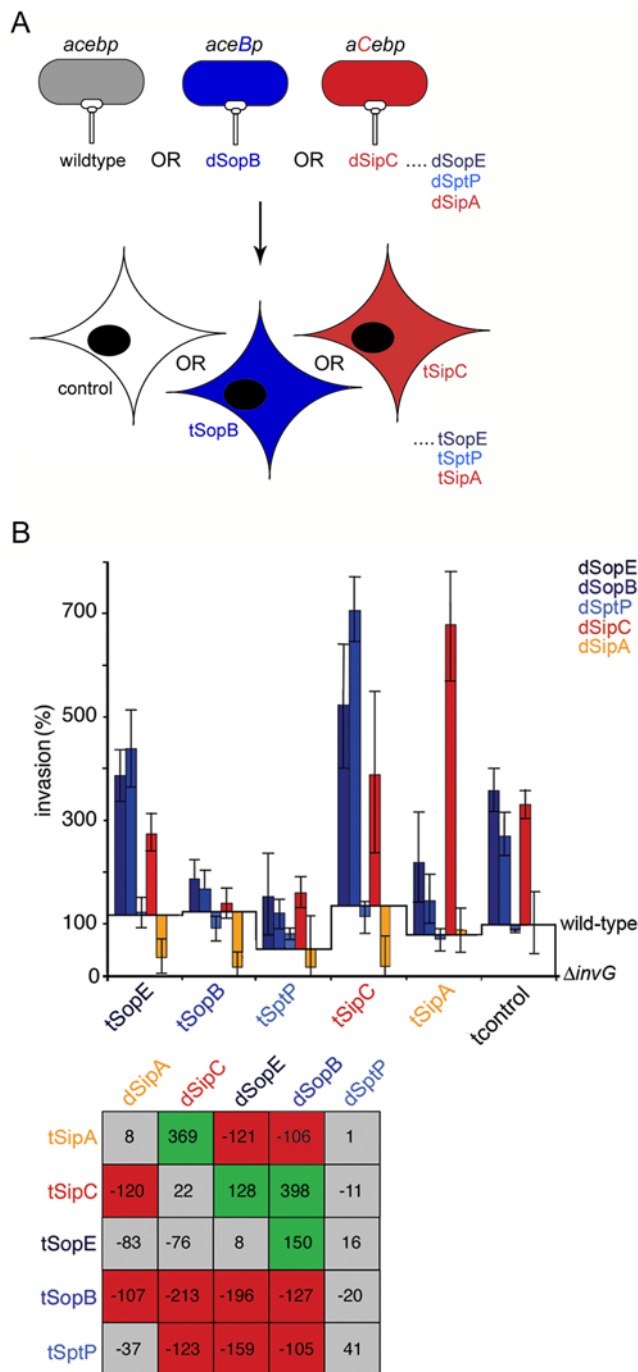 A
acebp aceBp aCebp
wildtype OR dSopB OR dSipC .... dSopE
dSptP
dSipA
control OR tSopB OR tSipC
.... tSopE
tSptP
tSipA
B
dSopE
dSopB
dSptP
dSipC
dSipA
invasion (%)
700
500
300
100
0
wild-type
ΔinvG
tSopE tSopB tSptP tSipC tSipA tcontrol
dSipA dSipC dSopE dSopB dSptP
tSipA 8 369 -121 -106 1
tSipC -120 22 128 398 -11
tSopE -83 -76 8 150 16
tSopB -107 -213 -196 -127 -20
tSptP -37 -123 -159 -105 41